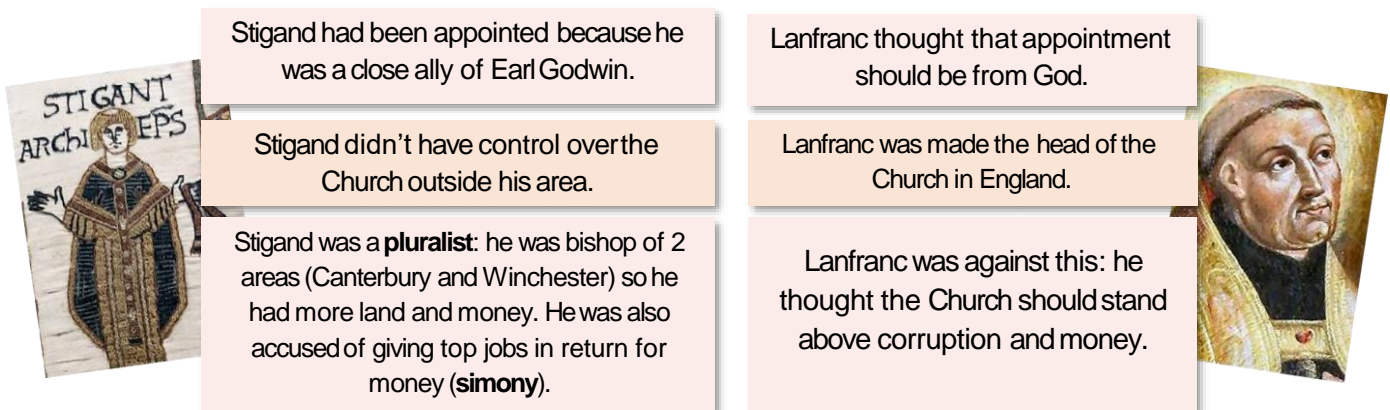 STIGANT
ARChI EPS
Stigand had been appointed because he
was a close ally of Earl Godwin.
Lanfranc thought that appointment
should be from God.
Stigand didn't have control over the
Church outside his area.
Lanfranc was made the head of the
Church in England.
Stigand was a pluralist: he was bishop of 2
areas (Canterbury and Winchester) so he
had more land and money. He was also
accused of giving top jobs in return for
money (simony).
Lanfranc was against this: he
thought the Church should stand
above corruption and money.